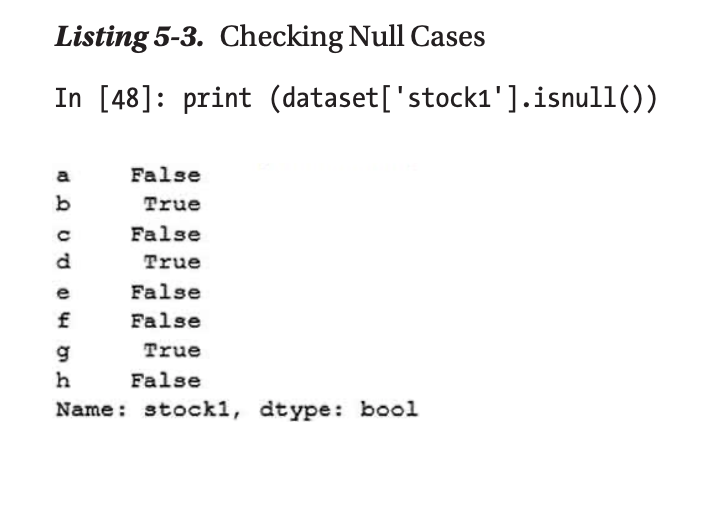 Listing 5-3. Checking Null Cases
In [48]: print (dataset['stock1'].isnull())
a False
b True
c False
d True
e False
f False
g True
h False
Name: stock1, dtype: bool